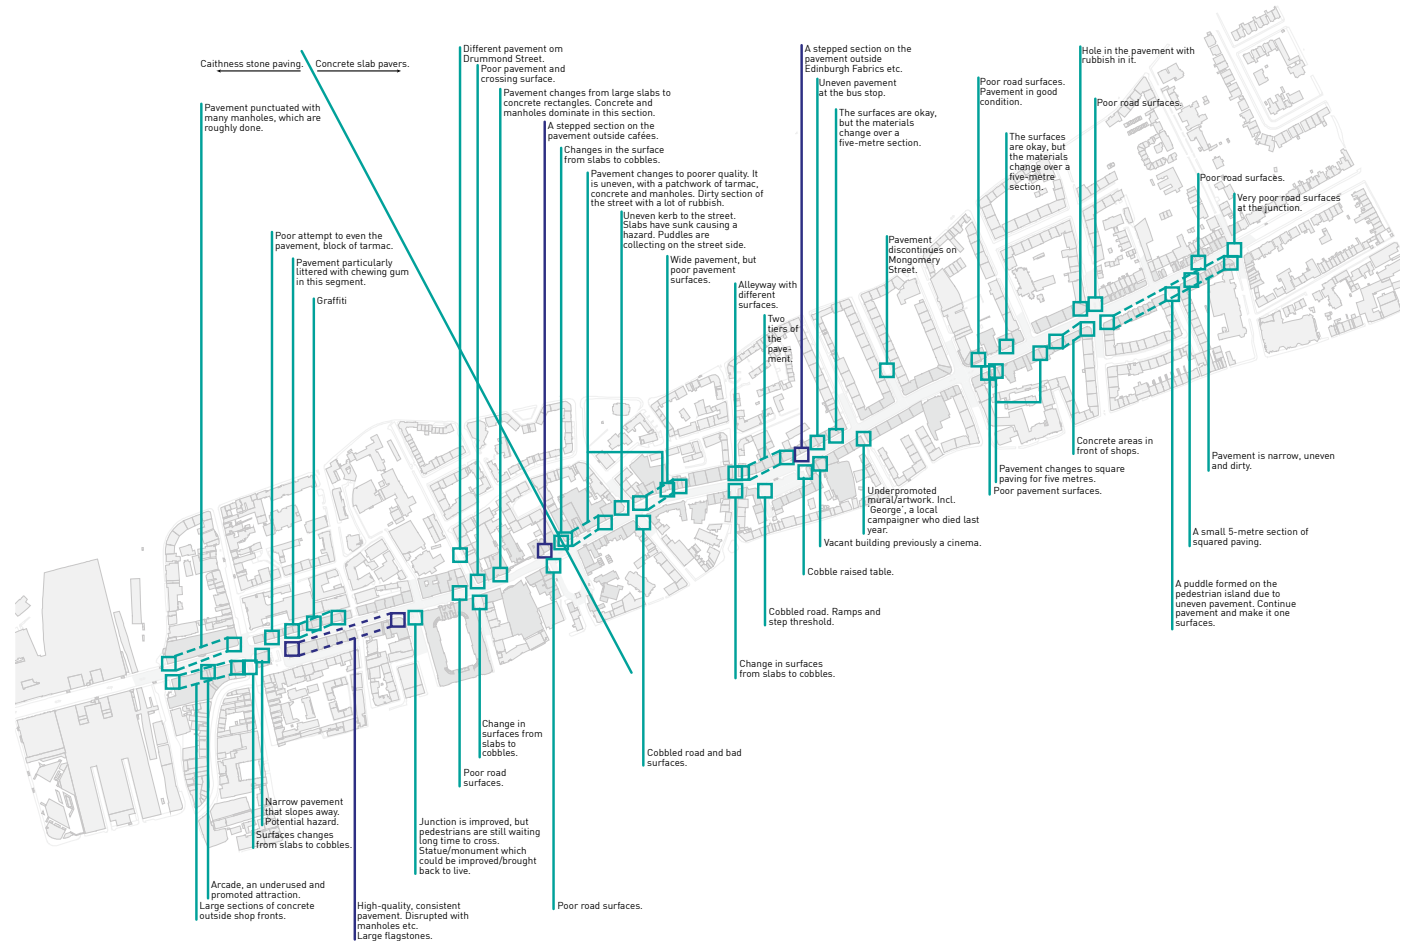 Caithness stone paving.
Concrete slab pavers.
Pavement punctuated with
many manholes, which are
roughly done.
Poor attempt to even the
pavement, block of tarmac.
Pavement particularly
littered with chewing gum
in this segment.
Graffiti
Different pavement om
Drummond Street.
Poor pavement and
crossing surface.
Pavement changes from large slabs to
concrete rectangles. Concrete and
manholes dominate in this section.
A stepped section on the
pavement outside cafées.
Changes in the surface
from slabs to cobbles.
Pavement changes to poorer quality. It
is uneven, with a patchwork of tarmac,
concrete and manholes. Dirty section of
the street with a lot of rubbish.
Uneven kerb to the street.
Slabs have sunk causing a
hazard. Puddles are
collecting on the street side.
Wide pavement, but
poor pavement
surfaces.
Alleyway with
different
surfaces.
Two
tiers of
the
pave-
ment.
A stepped section on the
pavement outside
Edinburgh Fabrics etc.
Uneven pavement
at the bus stop.
The surfaces are okay,
but the materials
change over a
five-metre section.
Pavement
discontinues on
Mongomery
Street.
Poor road surfaces.
Pavement in good
condition.
The surfaces
are okay, but
the materials
change over a
five-metre
section.
Hole in the pavement with
rubbish in it.
Poor road surfaces.
Poor road surfaces.
Very poor road surfaces
at the junction.
Pavement is narrow, uneven
and dirty.
A small 5-metre section of
squared paving.
A puddle formed on the
pedestrian island due to
uneven pavement. Continue
pavement and make it one
surfaces.
Concrete areas in
front of shops.
Pavement changes to square
paving for five metres.
Poor pavement surfaces.
Underpromoted
mural/artwork. Incl.
'George', a local
campaigner who died last
year.
Vacant building previously a cinema.
Cobble raised table.
Cobbled road. Ramps and
step threshold.
Change in surfaces
from slabs to cobbles.
Cobbled road and bad
surfaces.
Poor road surfaces.
Change in
surfaces from
slabs to
cobbles.
Poor road
surfaces.
Junction is improved, but
pedestrians are still waiting
long time to cross.
Statue/monument which
could be improved/brought
back to live.
High-quality, consistent
pavement. Disrupted with
manholes etc.
Large flagstones.
Narrow pavement
that slopes away.
Potential hazard.
Surfaces changes
from slabs to cobbles.
Arcade, an underused and
promoted attraction.
Large sections of concrete
outside shop fronts.